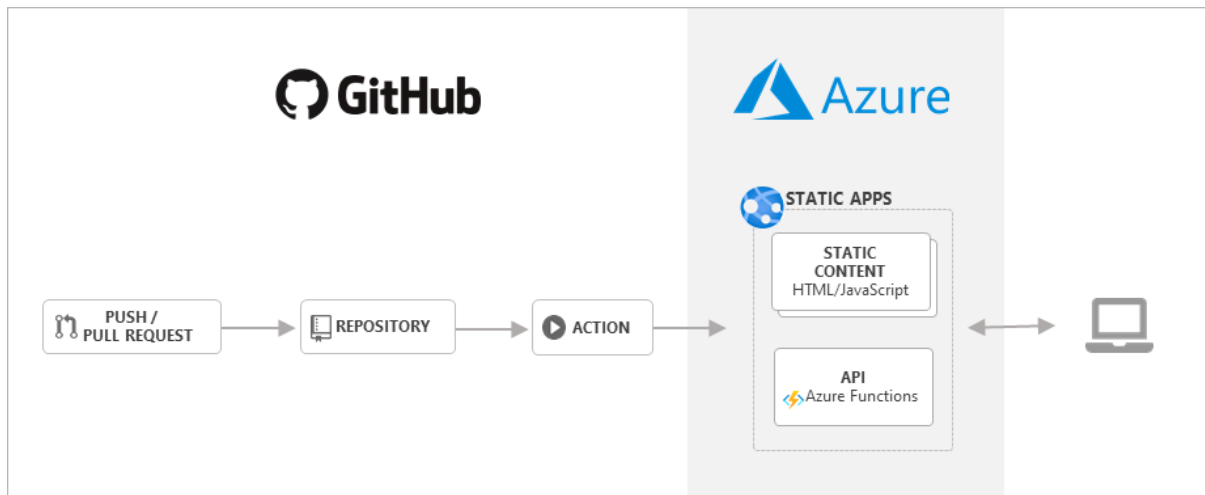 GitHub
Azure
STATIC APPS
STATIC
CONTENT
HTML/JavaScript
PUSH /
PULL REQUEST
REPOSITORY
ACTION
API
Azure Functions